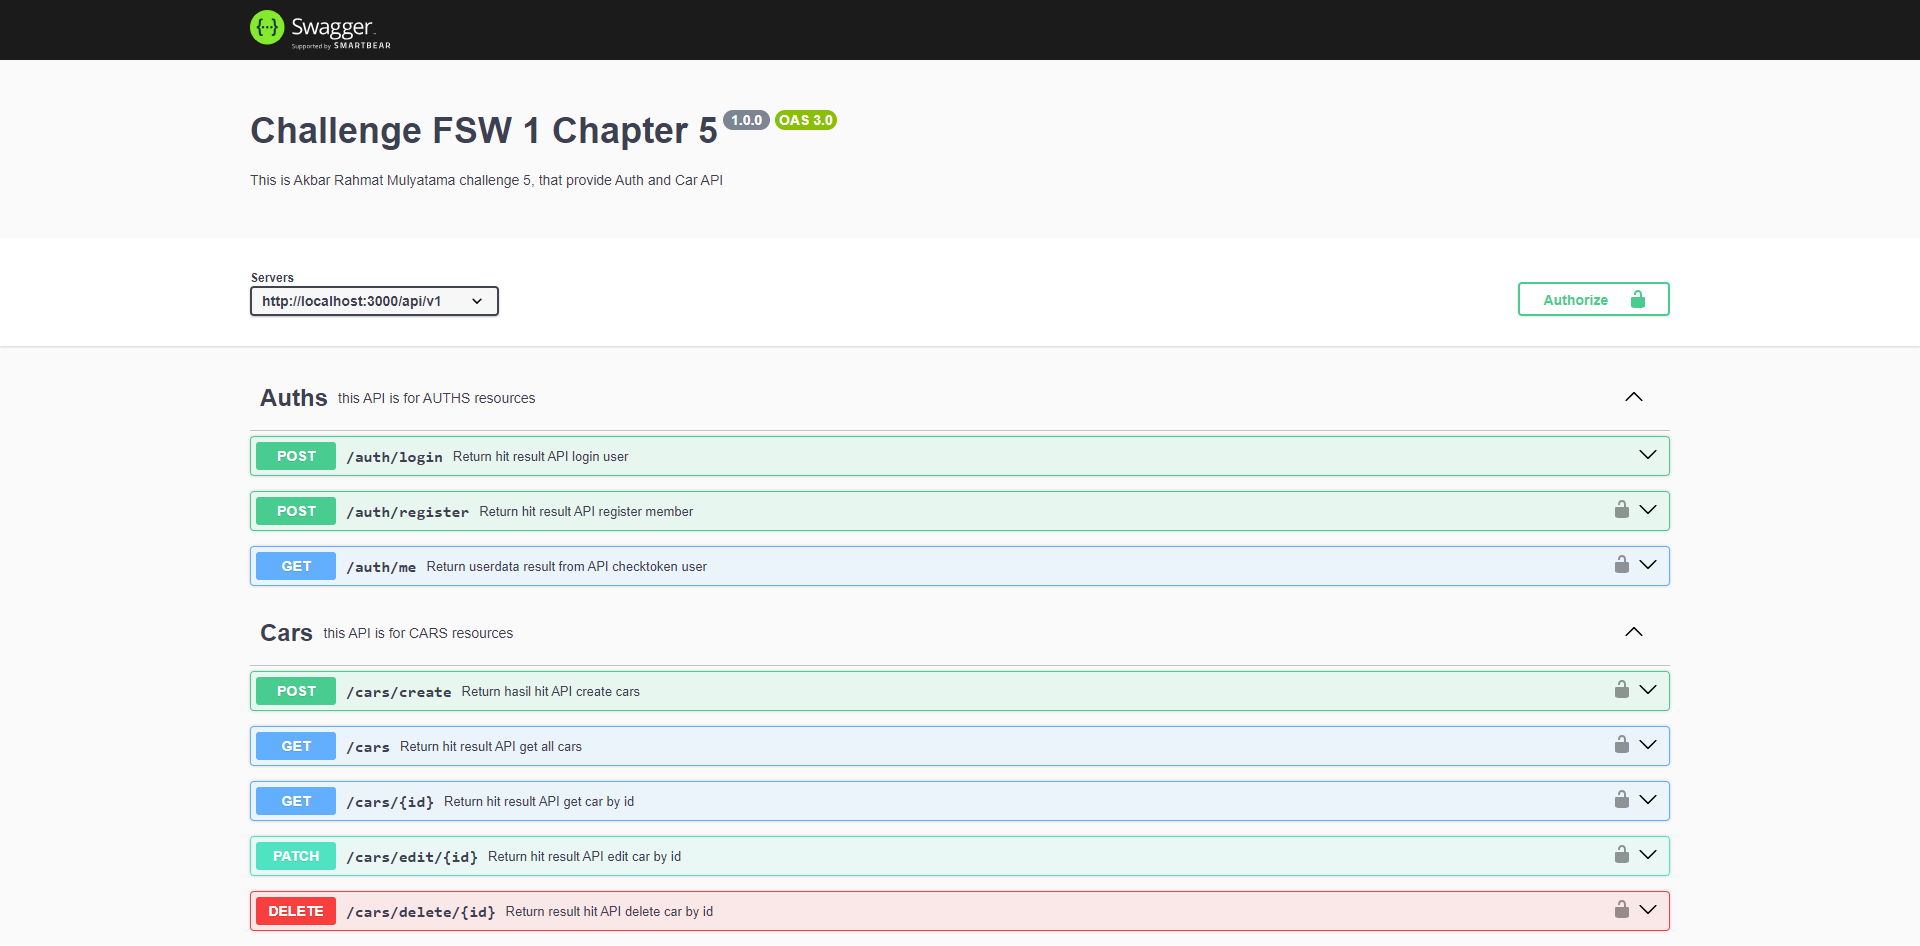 {···} Swagger
Supported by SMARTBEAR
Challenge FSW 1 Chapter 5 1.0.0 OAS 3.0
This is Akbar Rahmat Mulyatama challenge 5, that provide Auth and Car API
Servers
http://localhost:3000/api/v1
Authorize
Auths this API is for AUTHS resources
POST /auth/login Return hit result API login user
POST /auth/register Return hit result API register member
GET /auth/me Return userdata result from API checktoken user
Cars this API is for CARS resources
POST /cars/create Return hasil hit API create cars
GET /cars Return hit result API get all cars
GET /cars/{id} Return hit result API get car by id
PATCH /cars/edit/{id} Return hit result API edit car by id
DELETE /cars/delete/{id} Return result hit API delete car by id